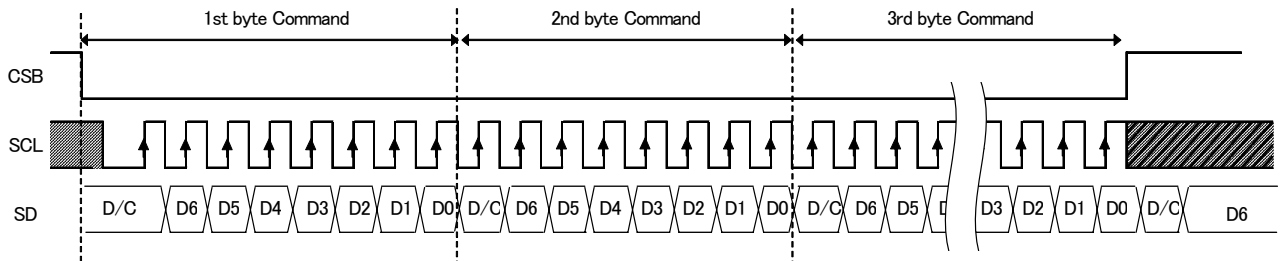 1st byte Command 2nd byte Command 3rd byte Command
CSB
SCL
SD D/C D6 D5 D4 D3 D2 D1 D0 D/C D6 D5 D4 D3 D2 D1 D0 D/C D6 D5 D3 D2 D1 D0 D/C D6